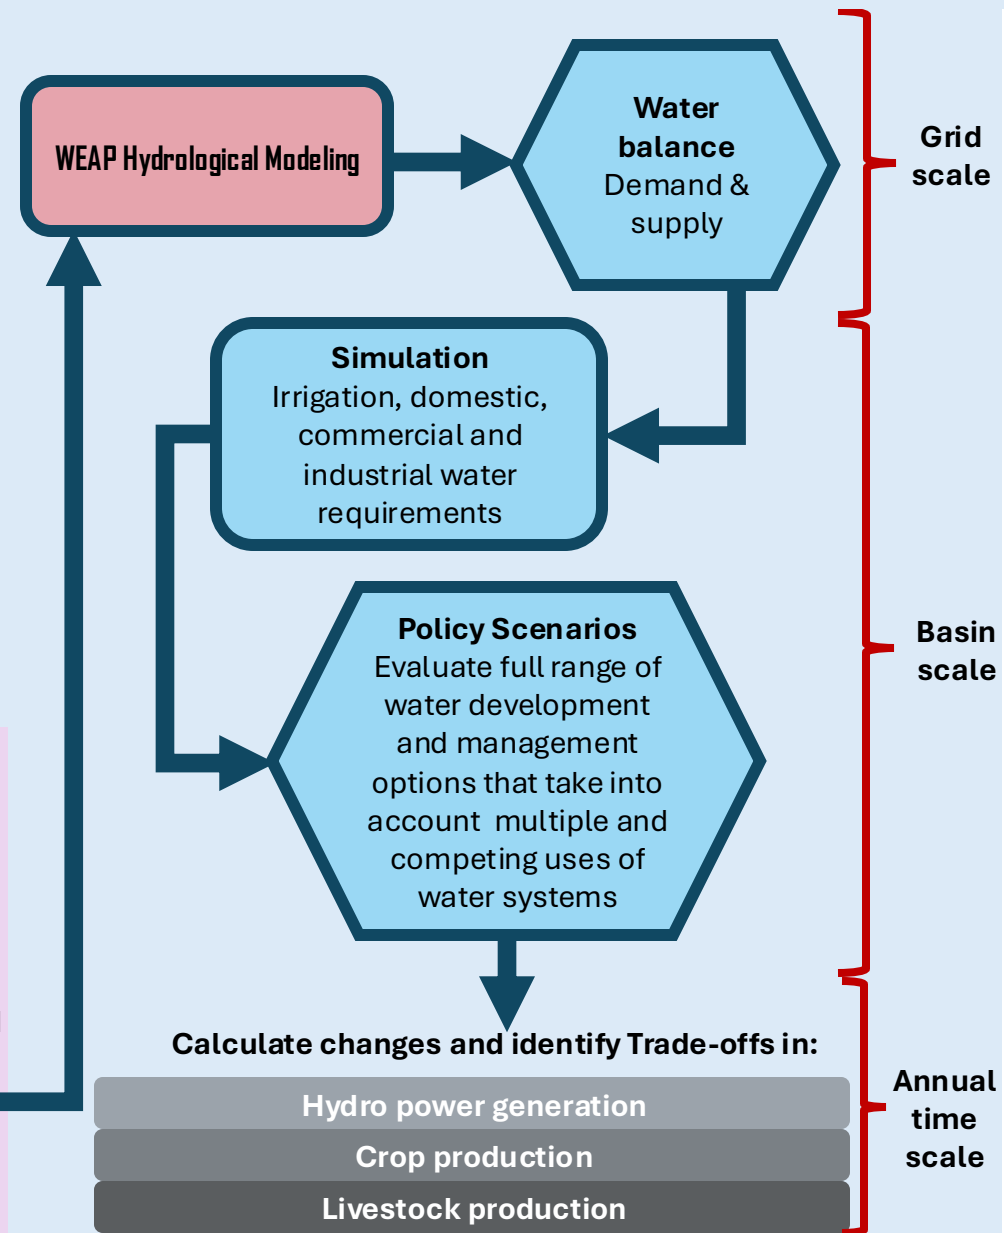 WEAP Hydrological Modeling
Water
balance
Demand &
supply
Grid
scale
Simulation
Irrigation, domestic,
commercial and
industrial water
requirements
Policy Scenarios
Evaluate full range of
water development
and management
options that take into
account multiple and
competing uses of
water systems
Basin
scale
Calculate changes and identify Trade-offs in:
Hydro power generation
Crop production
Livestock production
Annual
time
scale